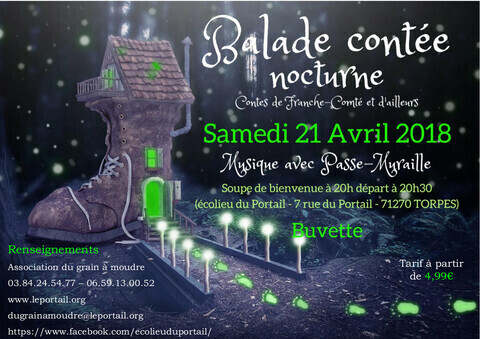 Balade contée
nocturne
Contes de Franche-Comté et d'ailleurs
Samedi 21 Avril 2018
Mysique avec Passe-Myraille
Soupe de bienvenue à 20h départ à 20h30
(écolieu du Portail - 7 rue du Portail - 71270 TORPES)
Buvette
Renseignements
Association du grain à moudre
03.84.24.54.77 – 06.59.13.00.52
www.leportail.org
dugrainamoudre@leportail.org
https://www.facebook.com/écolieuduportail/
Tarif à partir
de 4,99€